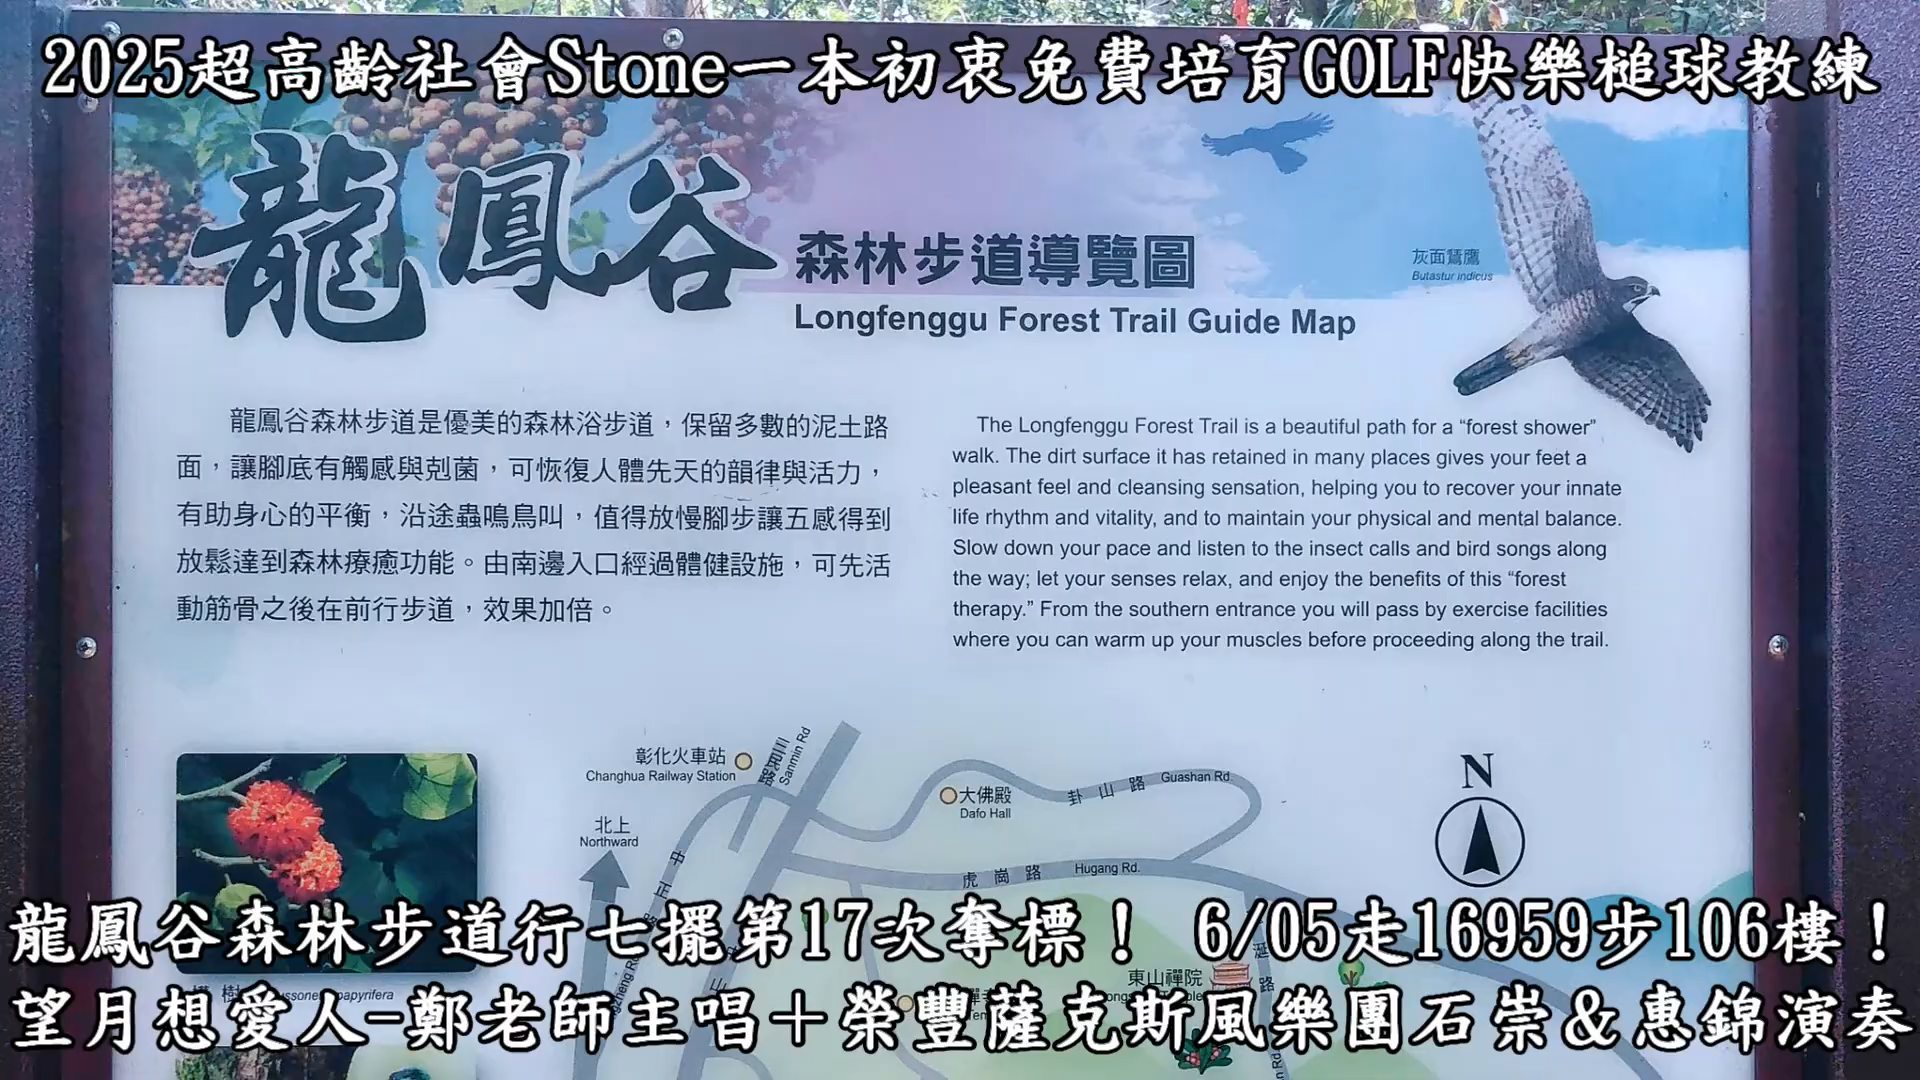 2025超高齡社會Stone一本初衷免費培育GOLF快樂槌球教練
龍鳳谷
森林步道導覽圖
Longfenggu Forest Trail Guide Map
灰面鵟鷹
Butastur indicus
龍鳳谷森林步道是優美的森林浴步道，保留多數的泥土路
面，讓腳底有觸感與剋菌，可恢復人體先天的韻律與活力，
有助身心的平衡，沿途蟲鳴鳥叫，值得放慢腳步讓五感得到
放鬆達到森林療癒功能。由南邊入口經過體健設施，可先活
動筋骨之後在前行步道，效果加倍。
The Longfenggu Forest Trail is a beautiful path for a “forest shower”
walk. The dirt surface it has retained in many places gives your feet a
pleasant feel and cleansing sensation, helping you to recover your innate
life rhythm and vitality, and to maintain your physical and mental balance.
Slow down your pace and listen to the insect calls and bird songs along
the way; let your senses relax, and enjoy the benefits of this “forest
therapy.” From the southern entrance you will pass by exercise facilities
where you can warm up your muscles before proceeding along the trail.
彰化火車站
Changhua Railway Station
三民路
Sanmin Rd
大佛殿
Dafo Hall
卦山路
Guashan Rd.
N
北上
Northward
虎崗路
Hugang Rd.
龍鳳谷森林步道行七擺第17次奪標！ 6/05走16959步106樓！
東山禪院
papyrifera
望月想愛人-鄭老師主唱＋榮豐薩克斯風樂團石崇＆惠錦演奏